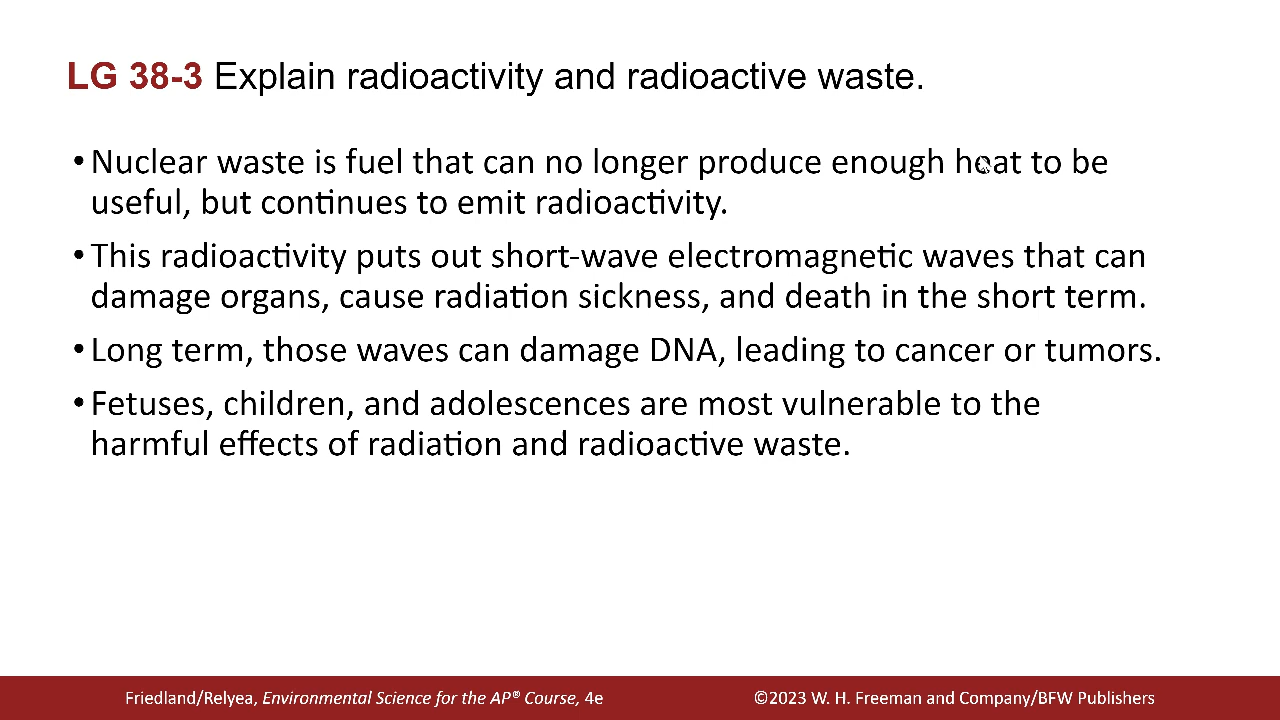 LG 38-3 Explain radioactivity and radioactive waste.
• Nuclear waste is fuel that can no longer produce enough heat to be
useful, but continues to emit radioactivity.
• This radioactivity puts out short-wave electromagnetic waves that can
damage organs, cause radiation sickness, and death in the short term.
• Long term, those waves can damage DNA, leading to cancer or tumors.
• Fetuses, children, and adolescences are most vulnerable to the
harmful effects of radiation and radioactive waste.
Friedland/Relyea, Environmental Science for the AP® Course, 4e
©2023 W. H. Freeman and Company/BFW Publishers